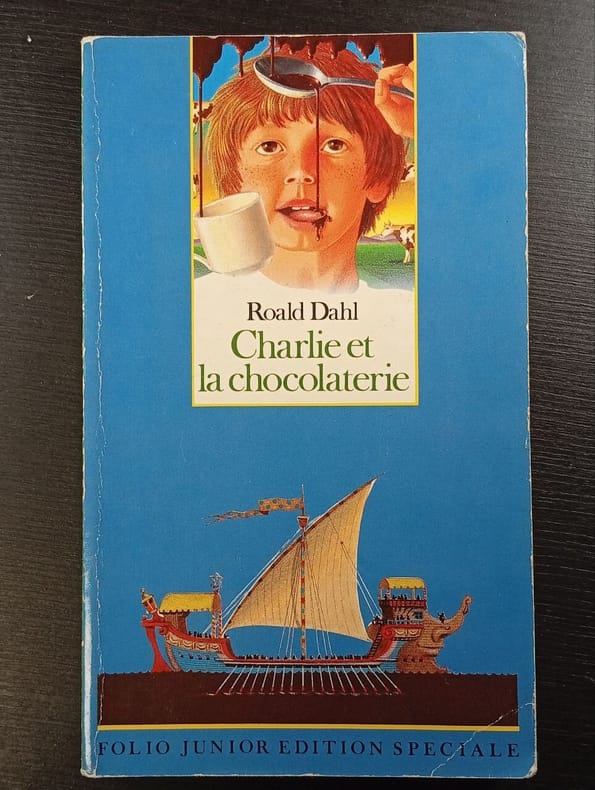 Roald Dahl
Charlie et
la chocolaterie
FOLIO JUNIOR EDITION SPECIALE